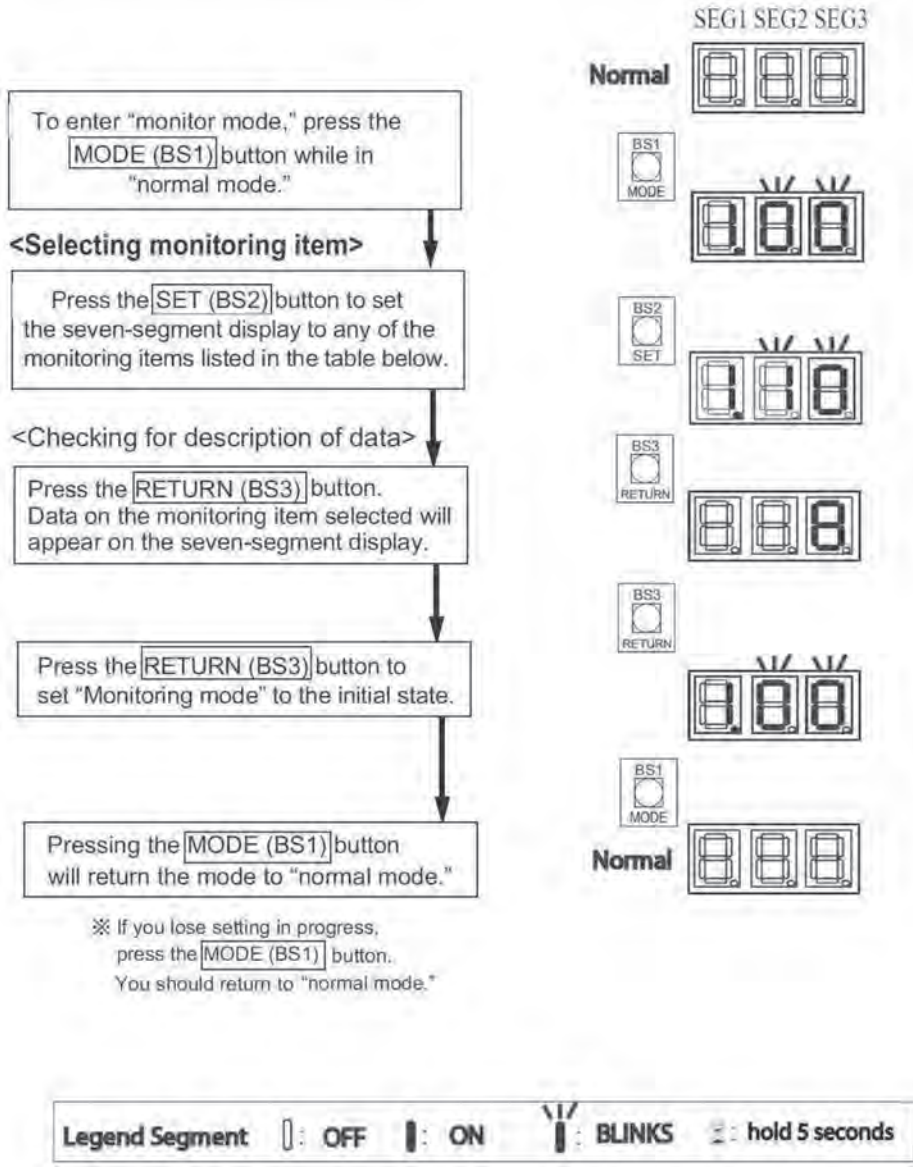 SEG1 SEG2 SEG3
Normal
To enter “monitor mode,” press the
MODE (BS1) button while in
“normal mode.”
BS1
MODE
<Selecting monitoring item>
Press the SET (BS2) button to set
the seven-segment display to any of the
monitoring items listed in the table below.
BS2
SET
<Checking for description of data>
Press the RETURN (BS3) button.
Data on the monitoring item selected will
appear on the seven-segment display.
BS3
RETURN
Press the RETURN (BS3) button to
set “Monitoring mode” to the initial state.
BS3
RETURN
Pressing the MODE (BS1) button
will return the mode to “normal mode.”
BS1
MODE
Normal
※ If you lose setting in progress,
press the MODE (BS1) button.
You should return to “normal mode.”
Legend Segment : OFF : ON : BLINKS : hold 5 seconds